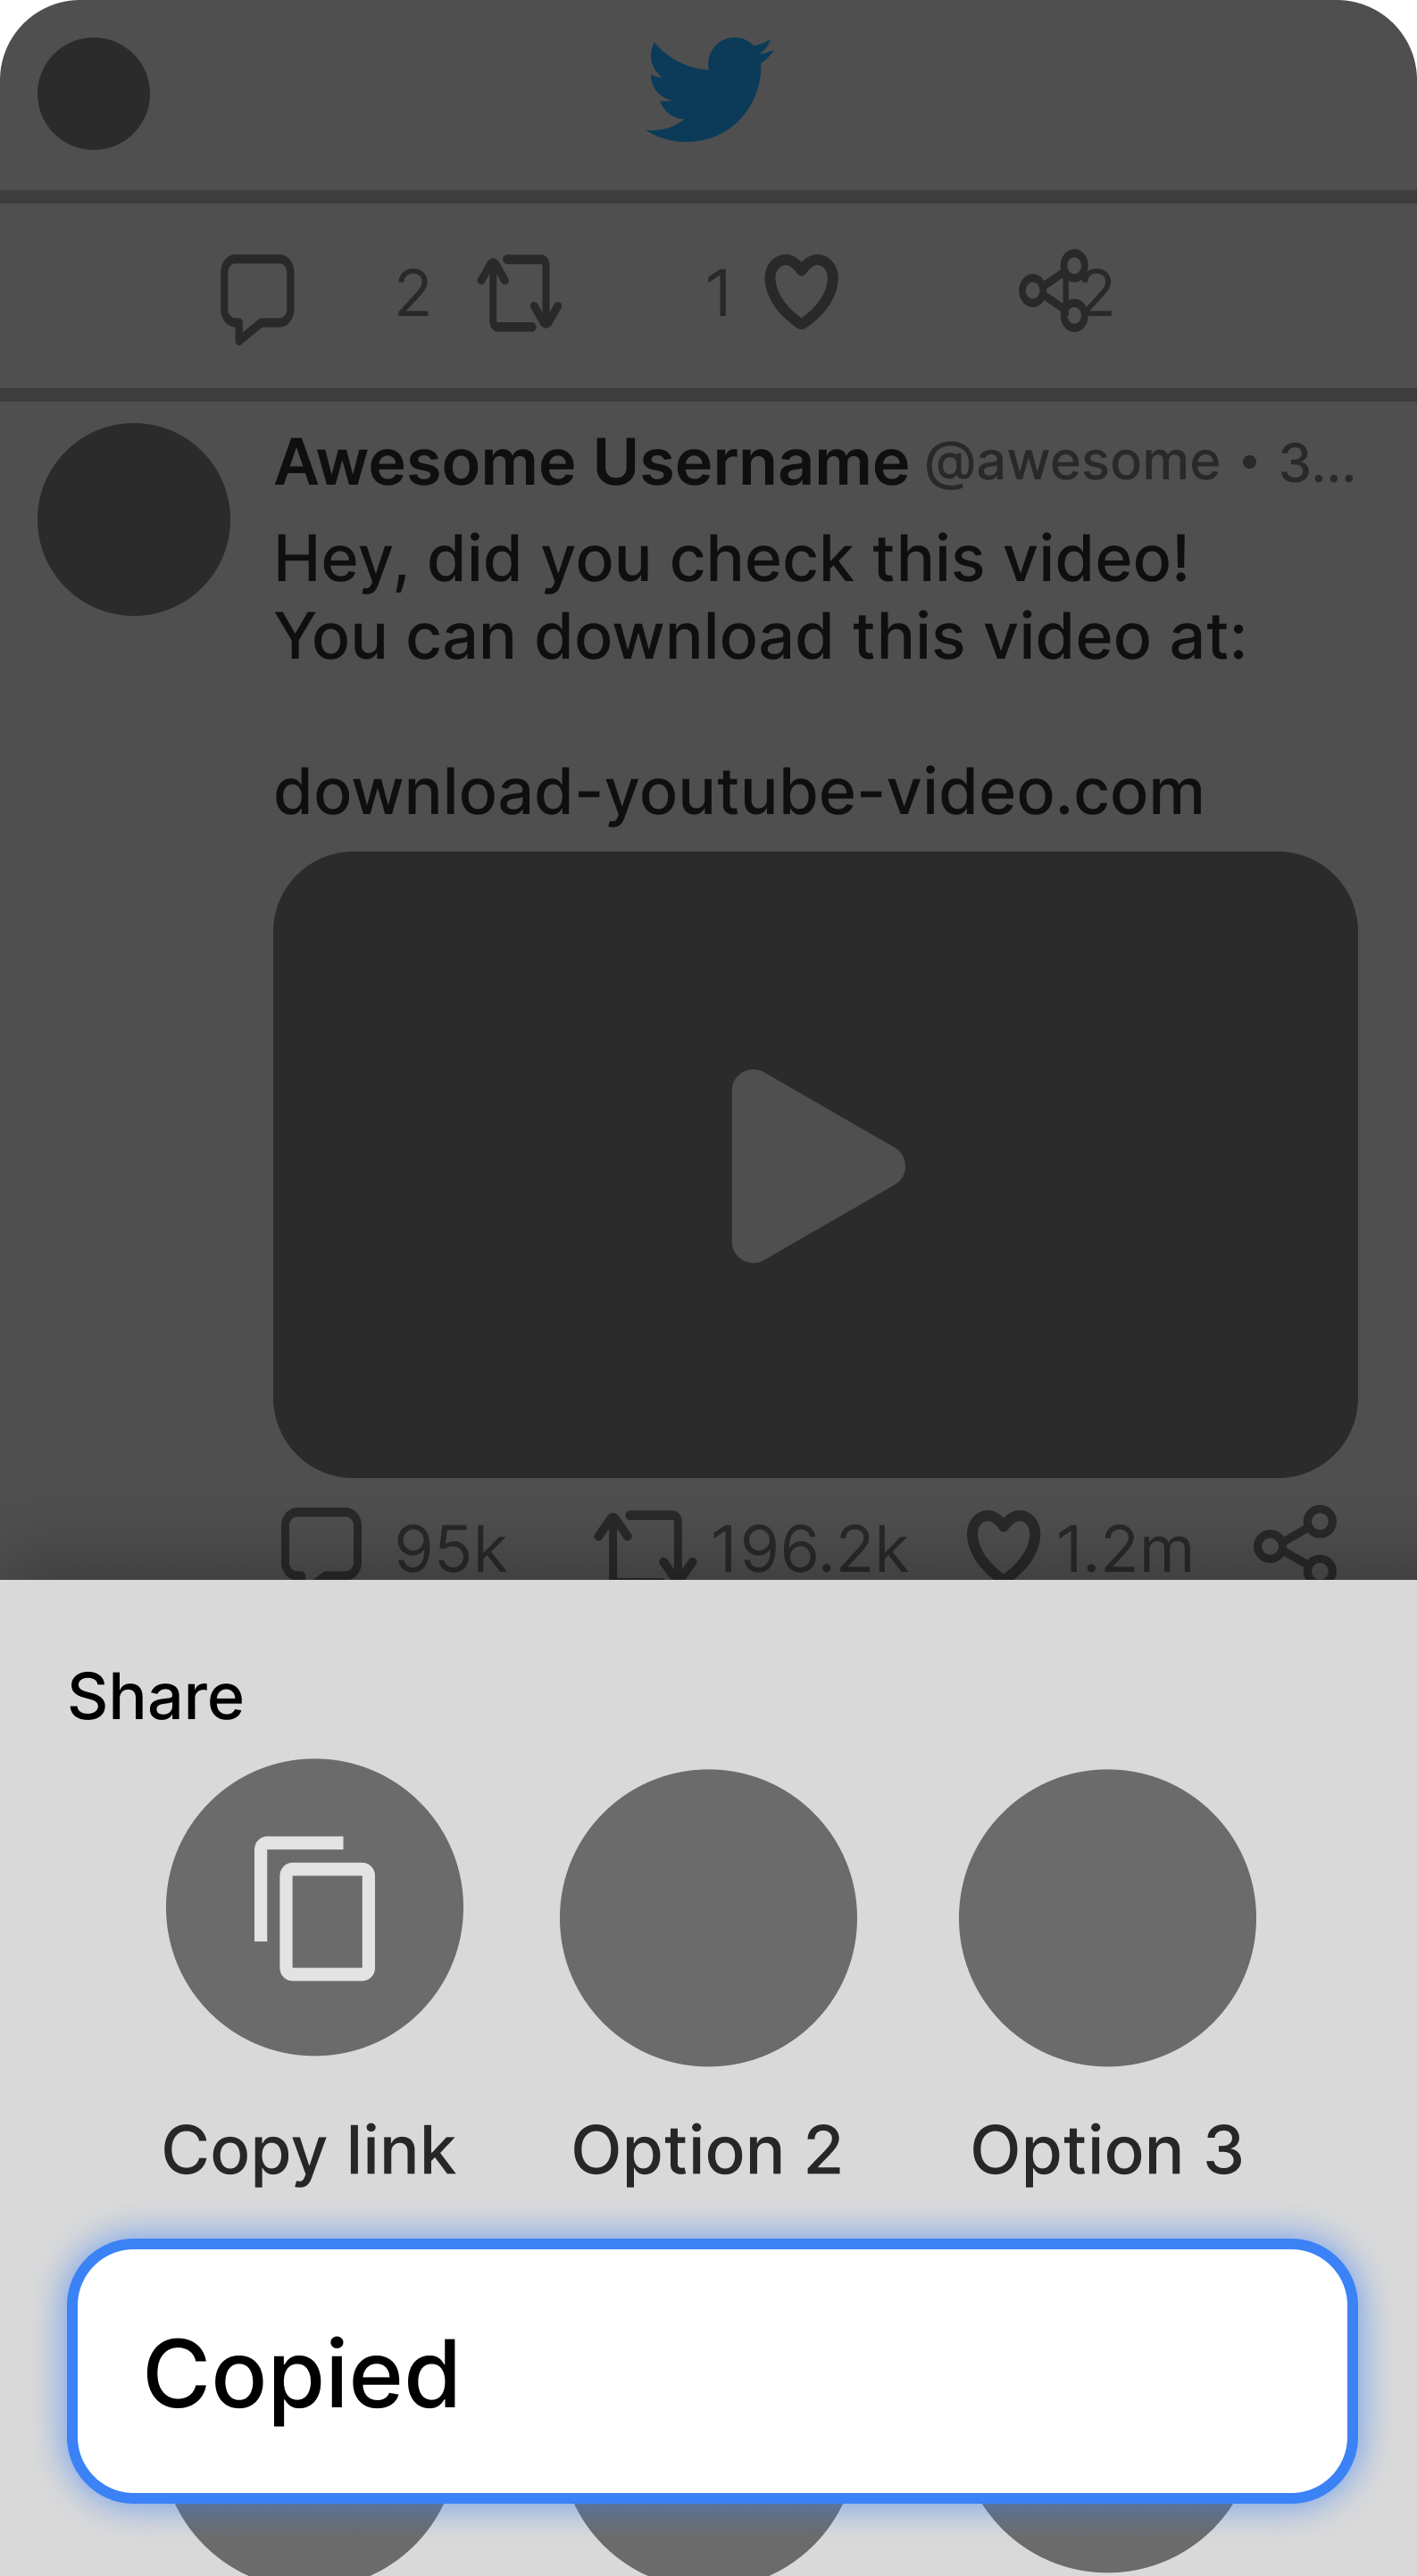 2 1 2
Awesome Username @awesome • 3...
Hey, did you check this video!
You can download this video at:
download-youtube-video.com
95k 196.2k 1.2m
Share
Copy link Option 2 Option 3
Copied